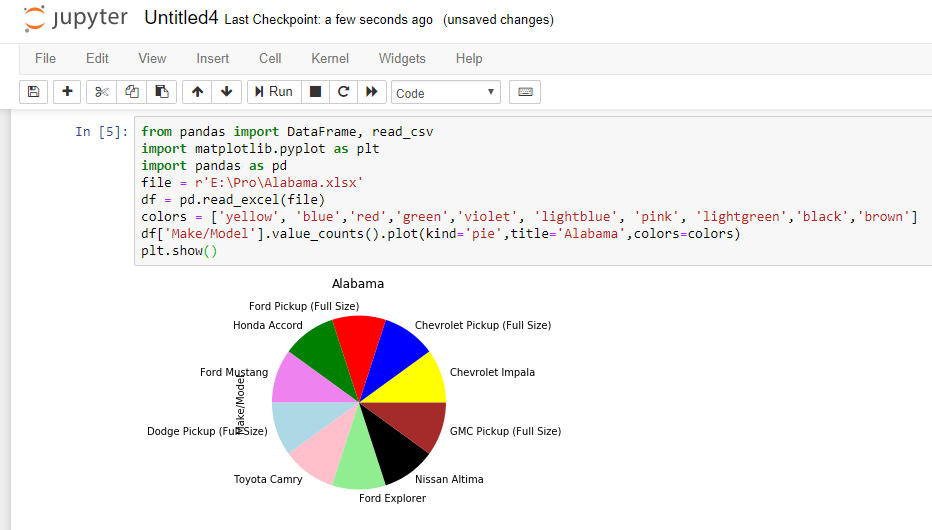 jupyter Untitled4 Last Checkpoint: a few seconds ago (unsaved changes)
File Edit View Insert Cell Kernel Widgets Help
Run Code
In [5]:
from pandas import DataFrame, read_csv
import matplotlib.pyplot as plt
import pandas as pd
file = r'E:\Pro\Alabama.xlsx'
df = pd.read_excel(file)
colors = ['yellow', 'blue','red','green','violet', 'lightblue', 'pink', 'lightgreen','black','brown']
df['Make/Model'].value_counts().plot(kind='pie',title='Alabama',colors=colors)
plt.show()
Alabama
Ford Pickup (Full Size)
Honda Accord Chevrolet Pickup (Full Size)
Ford Mustang Chevrolet Impala
Make/Model
Dodge Pickup (Full Size) GMC Pickup (Full Size)
Toyota Camry Nissan Altima
Ford Explorer